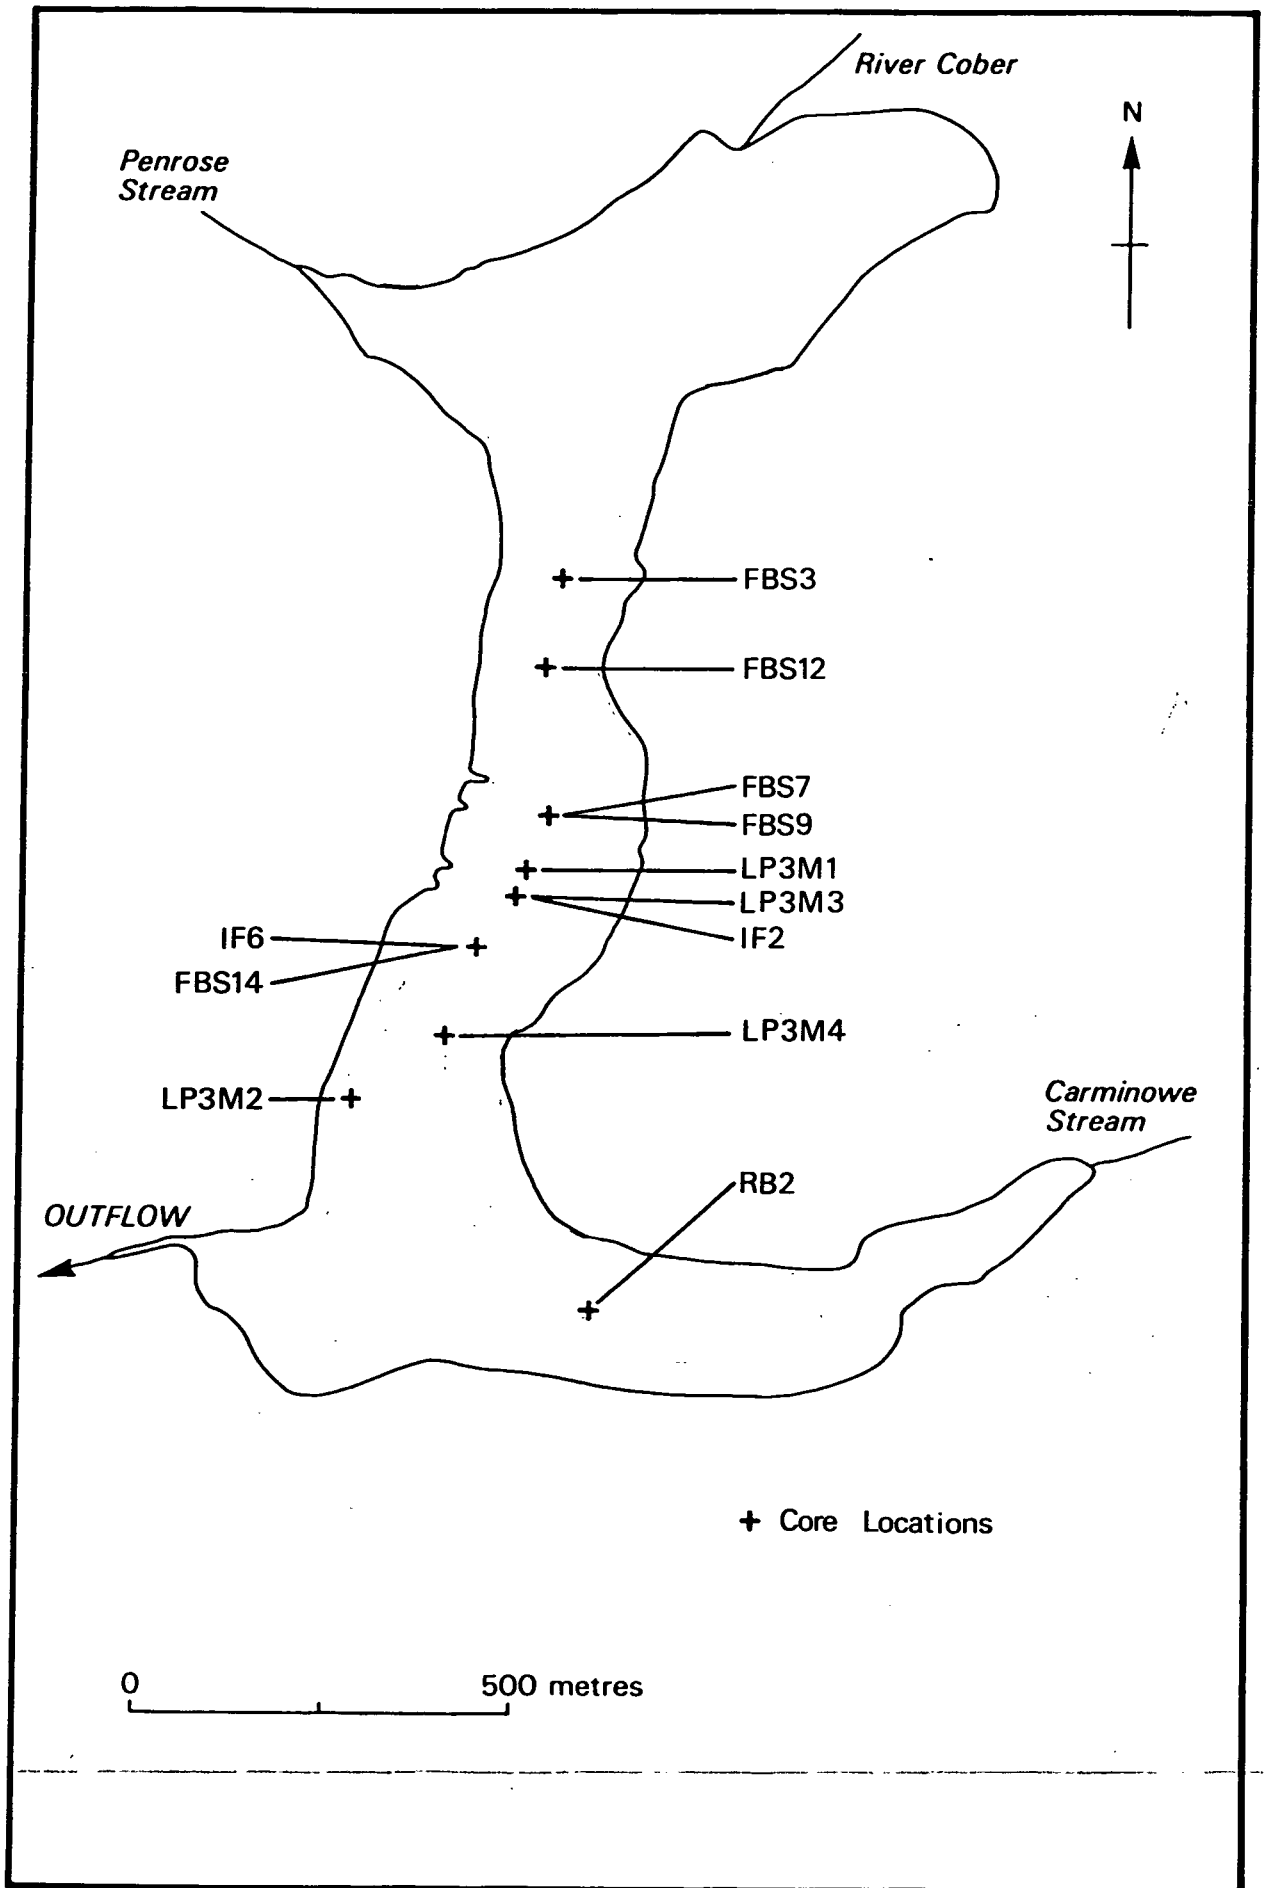 River Cober
N
Penrose
Stream
FBS3
FBS12
FBS7
FBS9
LP3M1
LP3M3
IF2
IF6
FBS14
LP3M4
LP3M2
Carminowe
Stream
RB2
OUTFLOW
+ Core Locations
0 500 metres